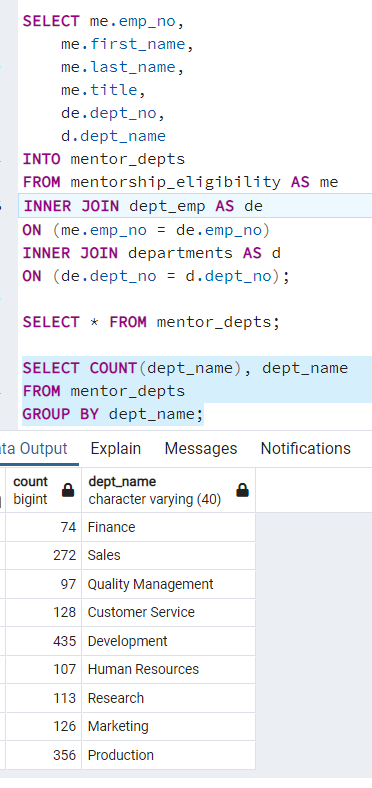 SELECT me.emp_no,
me.first_name,
me.last_name,
me.title,
de.dept_no,
d.dept_name
INTO mentor_depts
FROM mentorship_eligibility AS me
INNER JOIN dept_emp AS de
ON (me.emp_no = de.emp_no)
INNER JOIN departments AS d
ON (de.dept_no = d.dept_no);
SELECT * FROM mentor_depts;
SELECT COUNT(dept_name), dept_name
FROM mentor_depts
GROUP BY dept_name;
ta Output Explain Messages Notifications
count dept_name
bigint character varying (40)
74 Finance
272 Sales
97 Quality Management
128 Customer Service
435 Development
107 Human Resources
113 Research
126 Marketing
356 Production